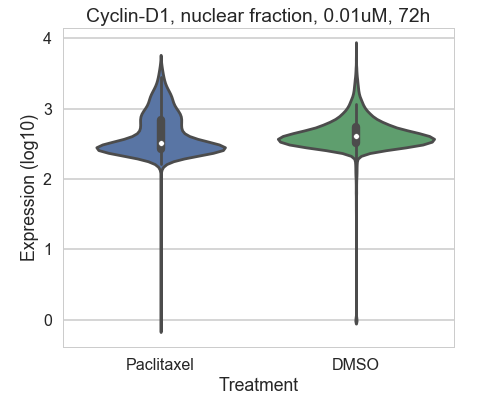 Cyclin-D1, nuclear fraction, 0.01uM, 72h
Expression (log10)
4
3
2
1
0
Paclitaxel
DMSO
Treatment